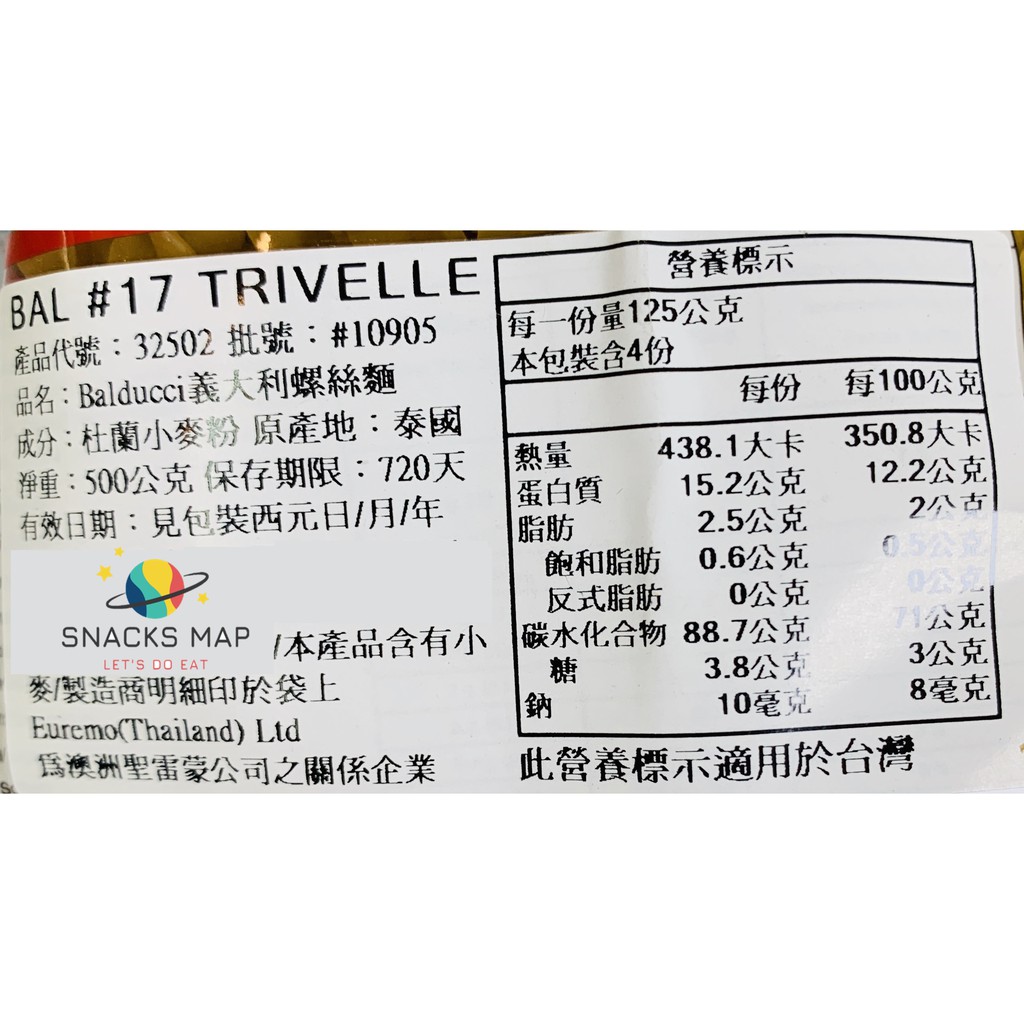 BAL #17 TRIVELLE
產品代號：32502 批號：#10905
品名：Balducci義大利螺絲麵
成分：杜蘭小麥粉 原產地：泰國
淨重：500公克 保存期限：720天
有效日期：見包裝西元日/月/年
SNACKS MAP
LET'S DO EAT
/本產品含有小
麥/製造商明細印於袋上
Euremo(Thailand) Ltd
為澳洲聖雷蒙公司之關係企業
營養標示
每一份量125公克
本包裝含4份
每份 每100公克
熱量 438.1大卡 350.8大卡
蛋白質 15.2公克 12.2公克
脂肪 2.5公克 2公克
飽和脂肪 0.6公克 0.5公克
反式脂肪 0公克 0公克
碳水化合物 88.7公克 71公克
糖 3.8公克 3公克
鈉 10毫克 8毫克
此營養標示適用於台灣